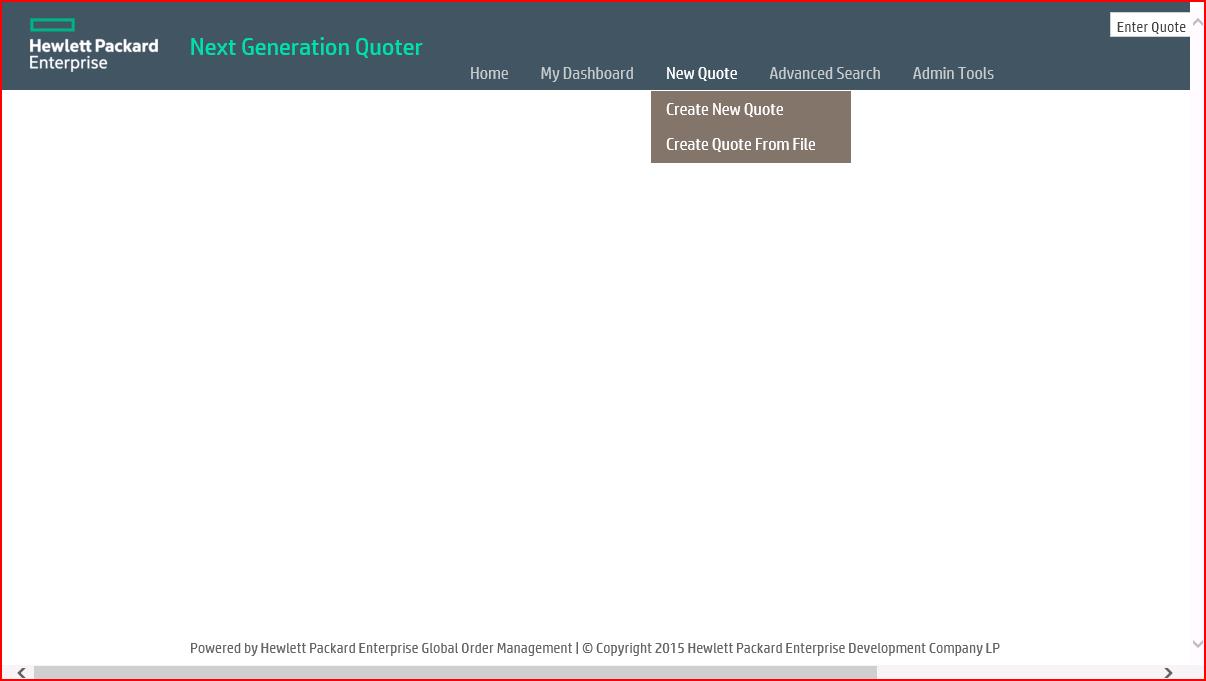 Hewlett Packard
Enterprise
Next Generation Quoter
Enter Quote
Home My Dashboard New Quote Advanced Search Admin Tools
Create New Quote
Create Quote From File
Powered by Hewlett Packard Enterprise Global Order Management | © Copyright 2015 Hewlett Packard Enterprise Development Company LP